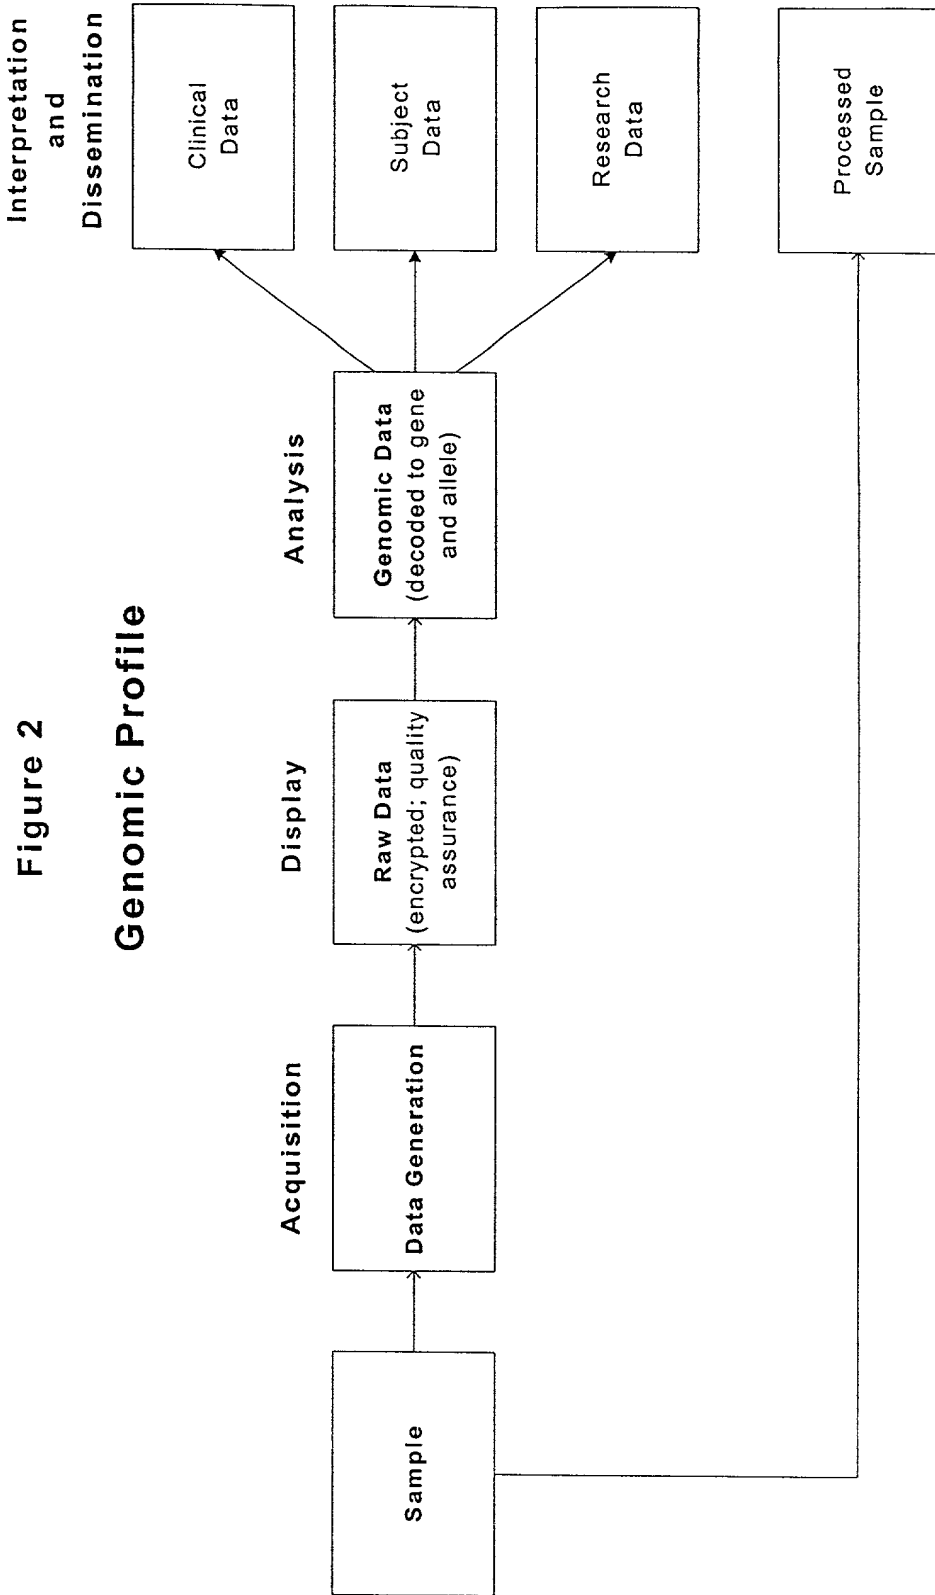 Figure 2
Genomic Profile
Acquisition
Display
Analysis
Interpretation
and
Dissemination
Sample
Data Generation
Raw Data
(encrypted; quality
assurance)
Genomic Data
(decoded to gene
and allele)
Clinical
Data
Subject
Data
Research
Data
Processed
Sample